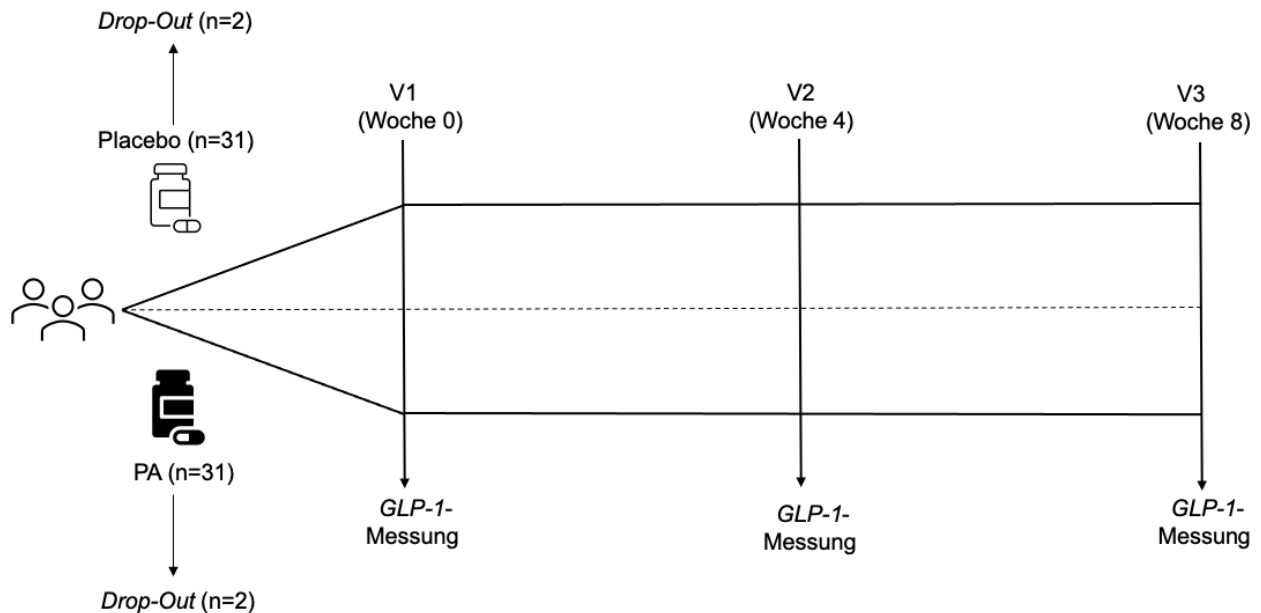 Drop-Out (n=2)
Placebo (n=31)
V1
(Woche 0)
V2
(Woche 4)
V3
(Woche 8)
PA (n=31)
Drop-Out (n=2)
GLP-1-
Messung
GLP-1-
Messung
GLP-1-
Messung